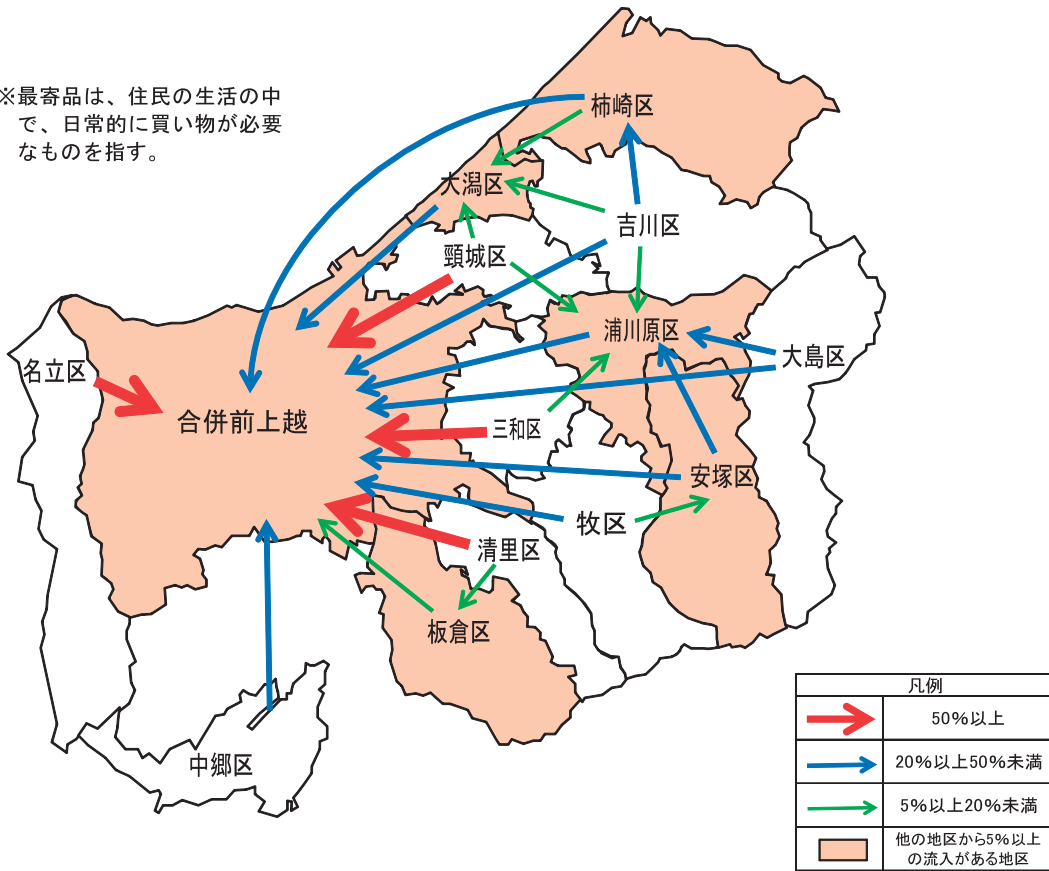 ※最寄品は、住民の生活の中
で、日常的に買い物が必要
なものを指す。
柿崎区
大潟区
吉川区
頸城区
浦川原区
大島区
名立区
合併前上越
三和区
安塚区
牧区
清里区
板倉区
中郷区
凡例
50%以上
20%以上50%未満
5%以上20%未満
他の地区から5%以上
の流入がある地区